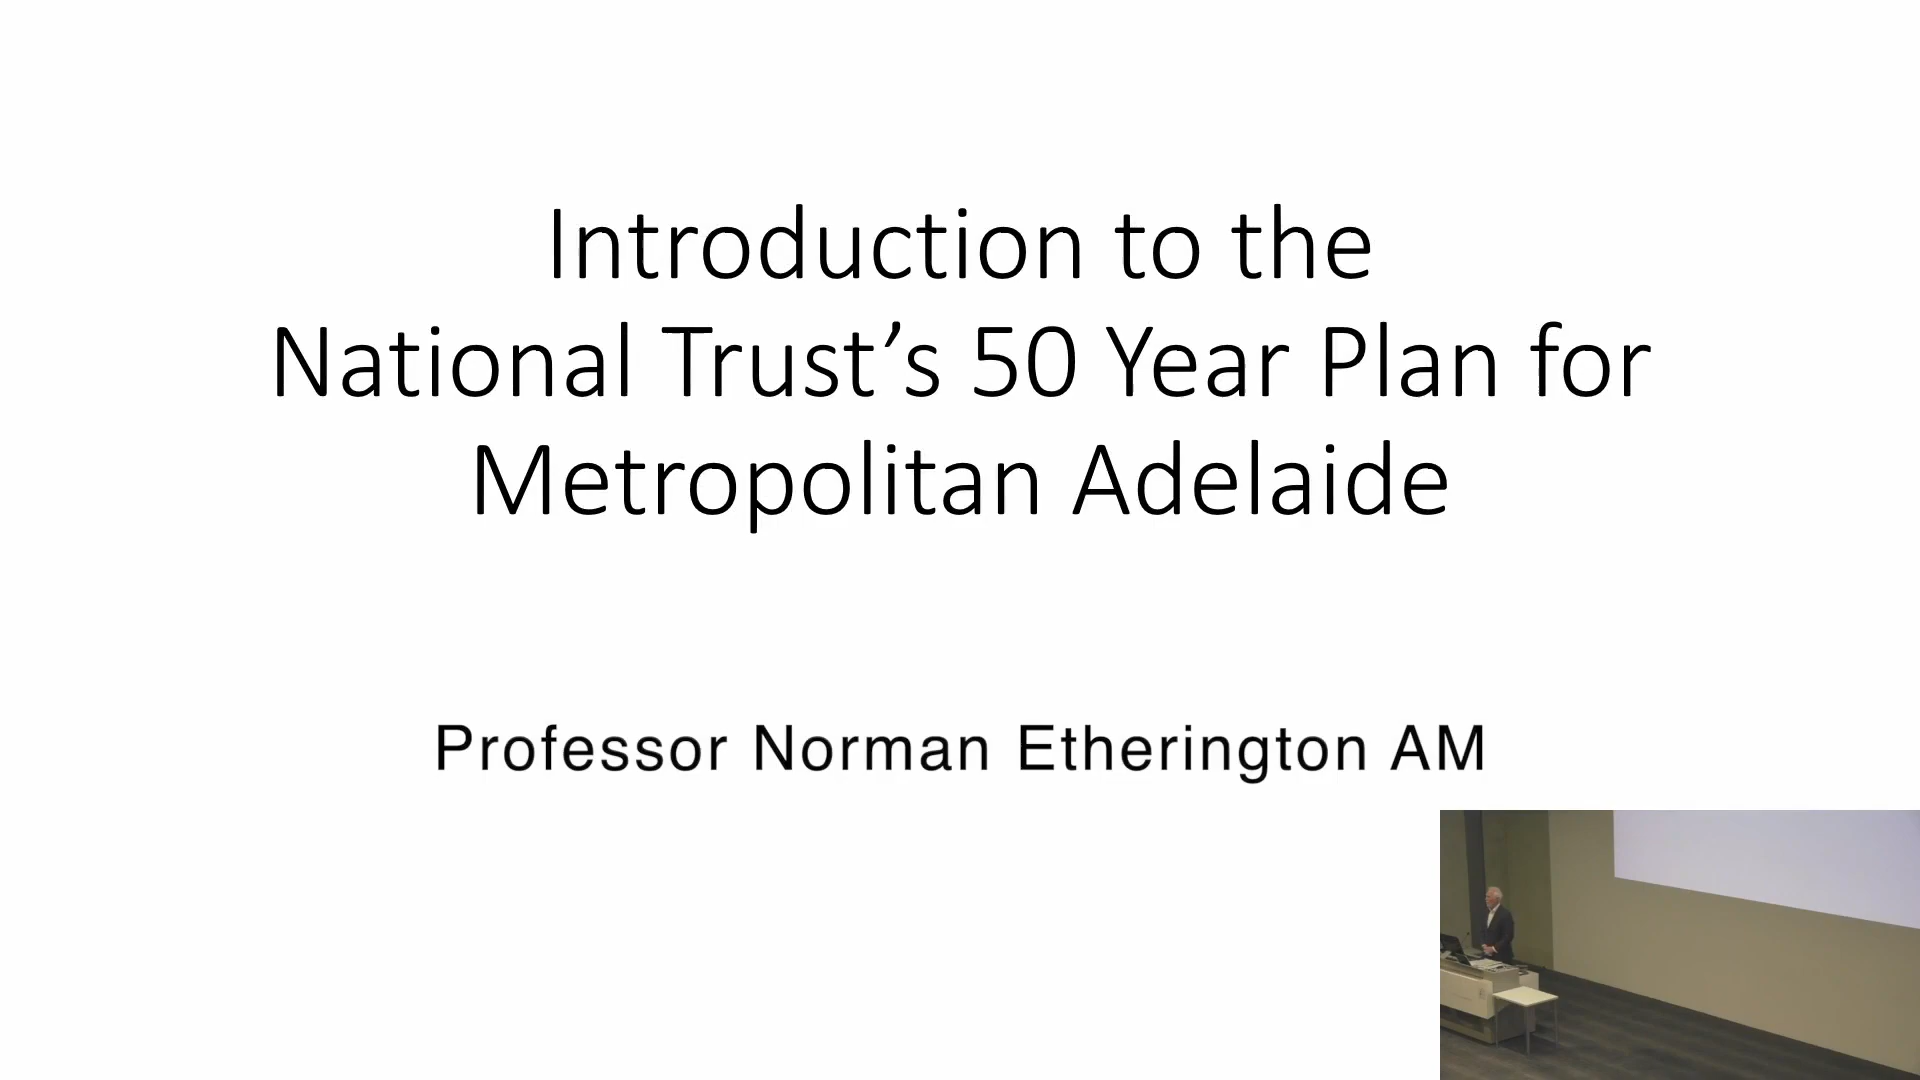 Introduction to the
National Trust’s 50 Year Plan for
Metropolitan Adelaide
Professor Norman Etherington AM